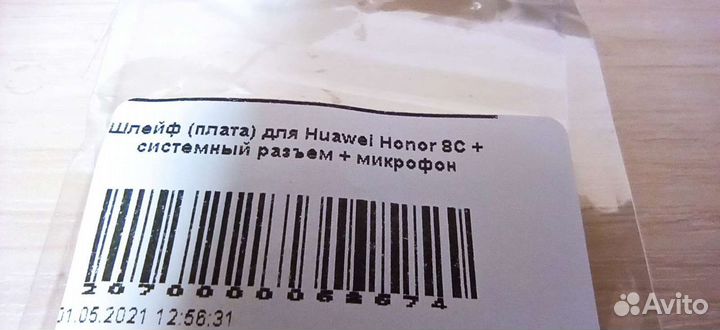 Шлейф (плата) для Huawei Honor 8C +
системный разъем + микрофон
2070000062674
01.05.2021 12:56:31
Avito